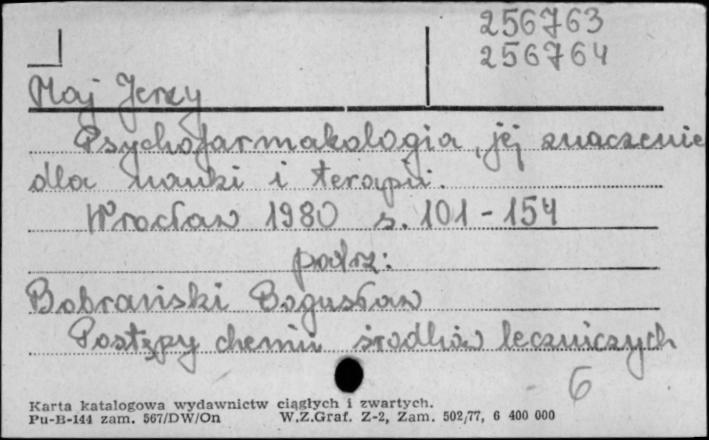 256763
256764
Maj Jerzy
Psychofarmakologia, jej znaczenie
dla nauki i terapii.
Wrocław 1980 s. 101-154
patrz:
Bobrański Bogusław
Postępy chemii środków leczniczych
6
Karta katalogowa wydawnictw ciągłych i zwartych.
Pu-B-144 zam. 567/DW/On W.Z.Graf. Z-2, Zam. 502/77, 6 400 000